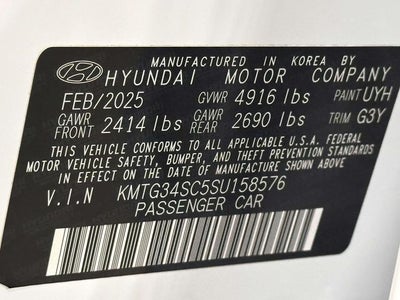 MANUFACTURED IN KOREA BY
HYUNDAI MOTOR COMPANY
FEB/2025 GVWR 4916 lbs PAINT UYH
GAWR FRONT 2414 lbs GAWR REAR 2690 lbs TRIM G3Y
THIS VEHICLE CONFORMS TO ALL APPLICABLE U.S.A. FEDERAL
MOTOR VEHICLE SAFETY, BUMPER, AND THEFT PREVENTION STANDARDS
IN EFFECT ON THE DATE OF MANUFACTURE SHOWN ABOVE
V.I.N KMTG34SC5SU158576
PASSENGER CAR